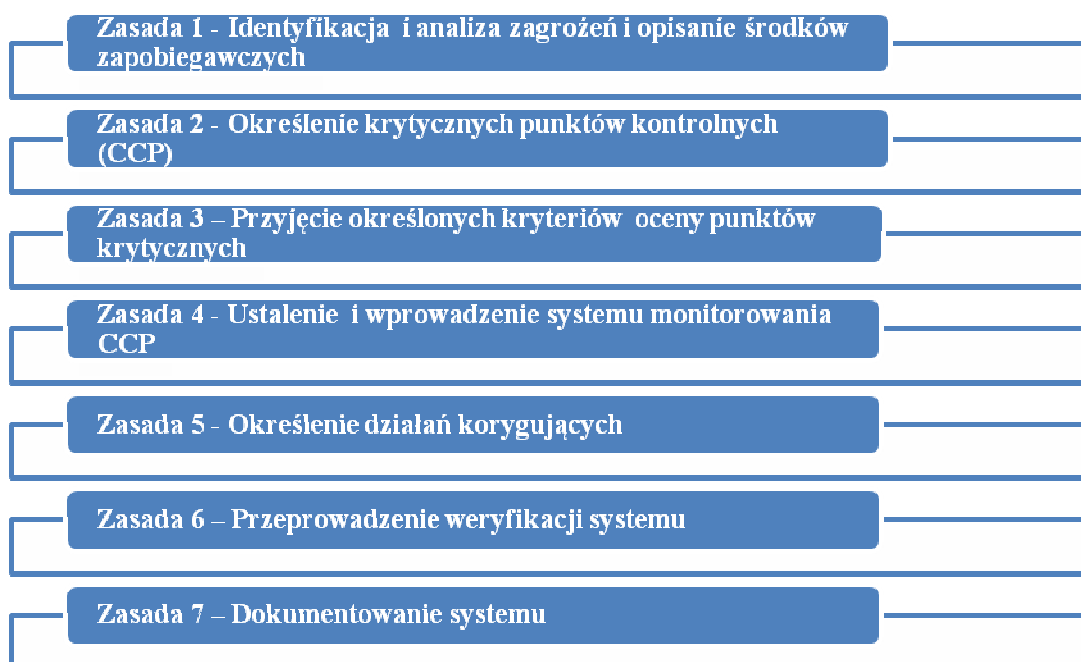 Zasada 1 - Identyfikacja i analiza zagrożeń i opisanie środków
zapobiegawczych
Zasada 2 - Określenie krytycznych punktów kontrolnych
(CCP)
Zasada 3 – Przyjęcie określonych kryteriów oceny punktów
krytycznych
Zasada 4 - Ustalenie i wprowadzenie systemu monitorowania
CCP
Zasada 5 - Określenie działań korygujących
Zasada 6 – Przeprowadzenie weryfikacji systemu
Zasada 7 – Dokumentowanie systemu